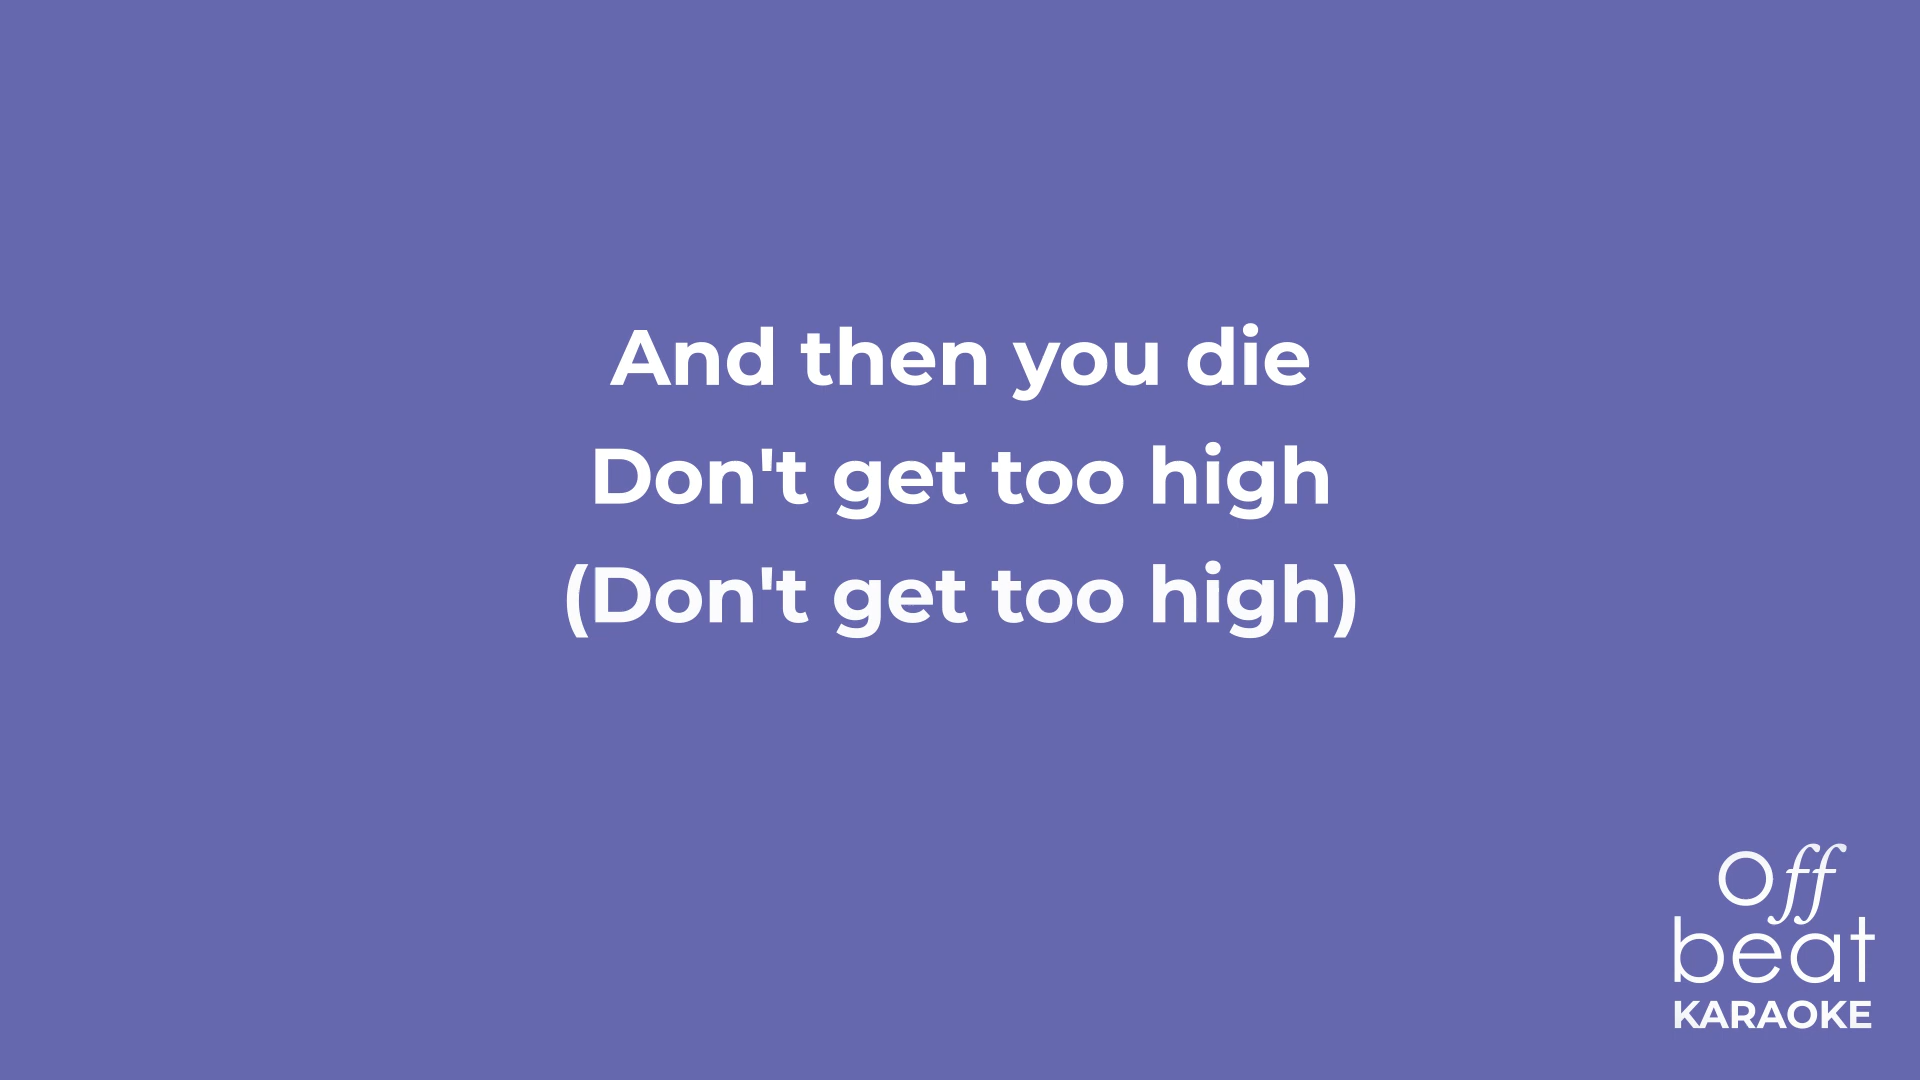 And then you die
Don't get too high
(Don't get too high)
off
beat
KARAOKE